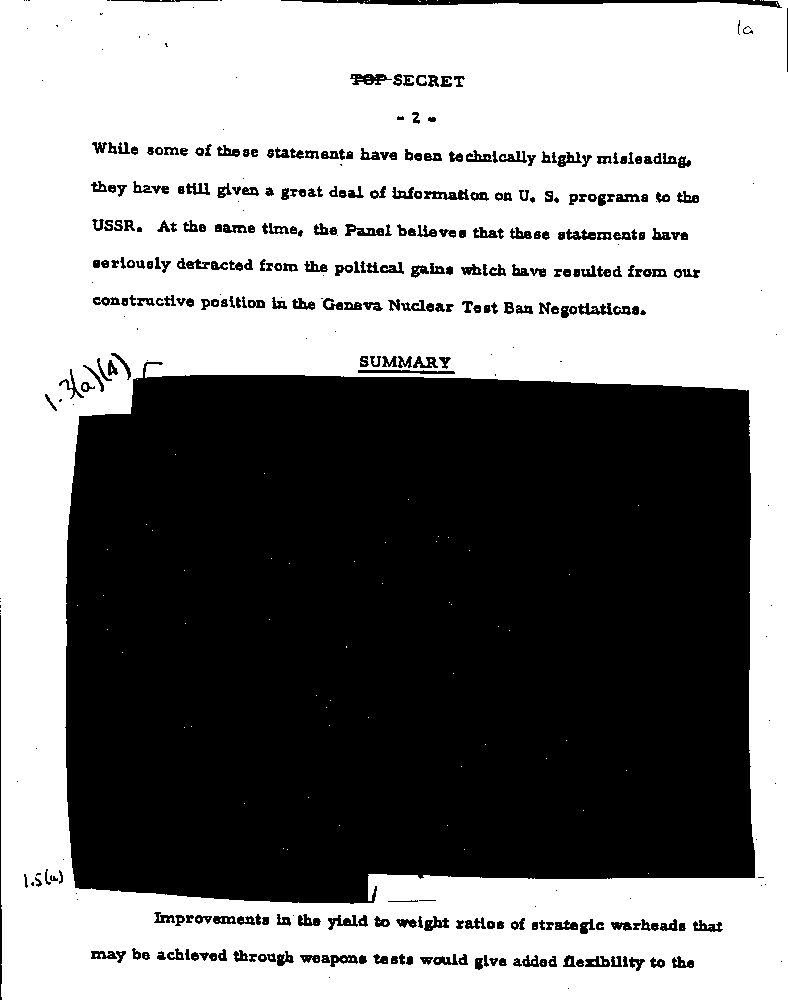 1a
TOP SECRET
- 2 -
While some of these statements have been technically highly misleading,
they have still given a great deal of information on U. S. programs to the
USSR. At the same time, the Panel believes that these statements have
seriously detracted from the political gains which have resulted from our
constructive position in the Geneva Nuclear Test Ban Negotiations.
SUMMARY
1.3(a)(4)
1.5(a)
Improvements in the yield to weight ratios of strategic warheads that
may be achieved through weapons tests would give added flexibility to the